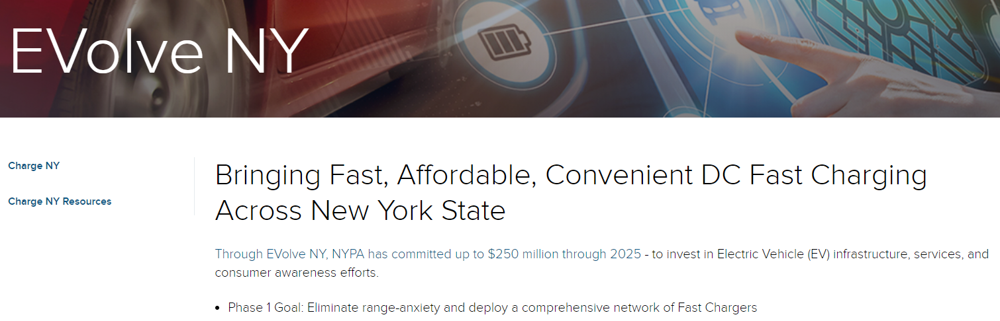 EVolve NY
Charge NY
Charge NY Resources
Bringing Fast, Affordable, Convenient DC Fast Charging
Across New York State
Through EVolve NY, NYPA has committed up to $250 million through 2025 - to invest in Electric Vehicle (EV) infrastructure, services, and
consumer awareness efforts.
• Phase 1 Goal: Eliminate range-anxiety and deploy a comprehensive network of Fast Chargers